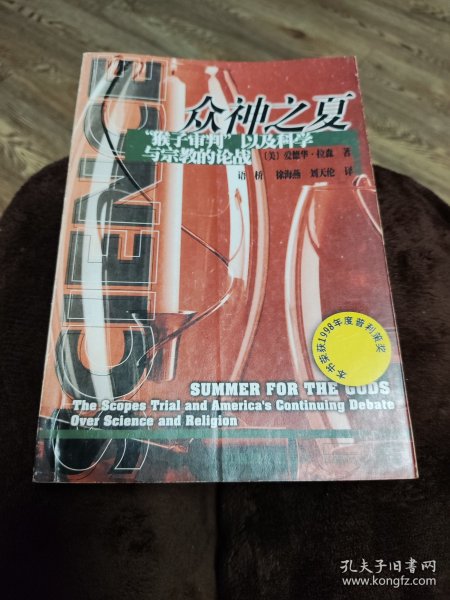 SCIENCE
众神之夏
“猴子审判”以及科学
与宗教的论战
〔美〕爱德华·拉森 著
语桥 徐海燕 刘天伦 译
本书荣获1998年度普利策奖
SUMMER FOR THE GODS
The Scopes Trial and America's Continuing Debate
Over Science and Religion
孔夫子旧书网
www.kongfz.com